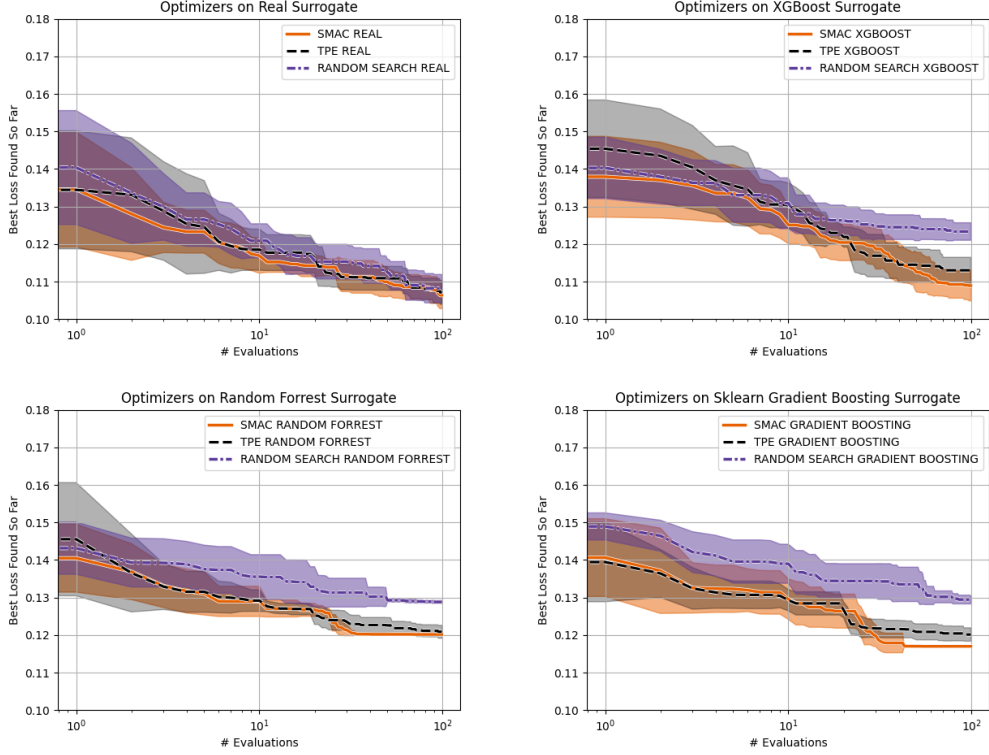 Optimizers on Real Surrogate
0.18
0.17
0.16
0.15
0.14
0.13
0.12
0.11
0.10
Best Loss Found So Far
SMAC REAL
TPE REAL
RANDOM SEARCH REAL
10⁰
10¹
10²
# Evaluations
Optimizers on XGBoost Surrogate
0.18
0.17
0.16
0.15
0.14
0.13
0.12
0.11
0.10
Best Loss Found So Far
SMAC XGBOOST
TPE XGBOOST
RANDOM SEARCH XGBOOST
10⁰
10¹
10²
# Evaluations
Optimizers on Random Forrest Surrogate
0.18
0.17
0.16
0.15
0.14
0.13
0.12
0.11
0.10
Best Loss Found So Far
SMAC RANDOM FORREST
TPE RANDOM FORREST
RANDOM SEARCH RANDOM FORREST
10⁰
10¹
10²
# Evaluations
Optimizers on Sklearn Gradient Boosting Surrogate
0.18
0.17
0.16
0.15
0.14
0.13
0.12
0.11
0.10
Best Loss Found So Far
SMAC GRADIENT BOOSTING
TPE GRADIENT BOOSTING
RANDOM SEARCH GRADIENT BOOSTING
10⁰
10¹
10²
# Evaluations